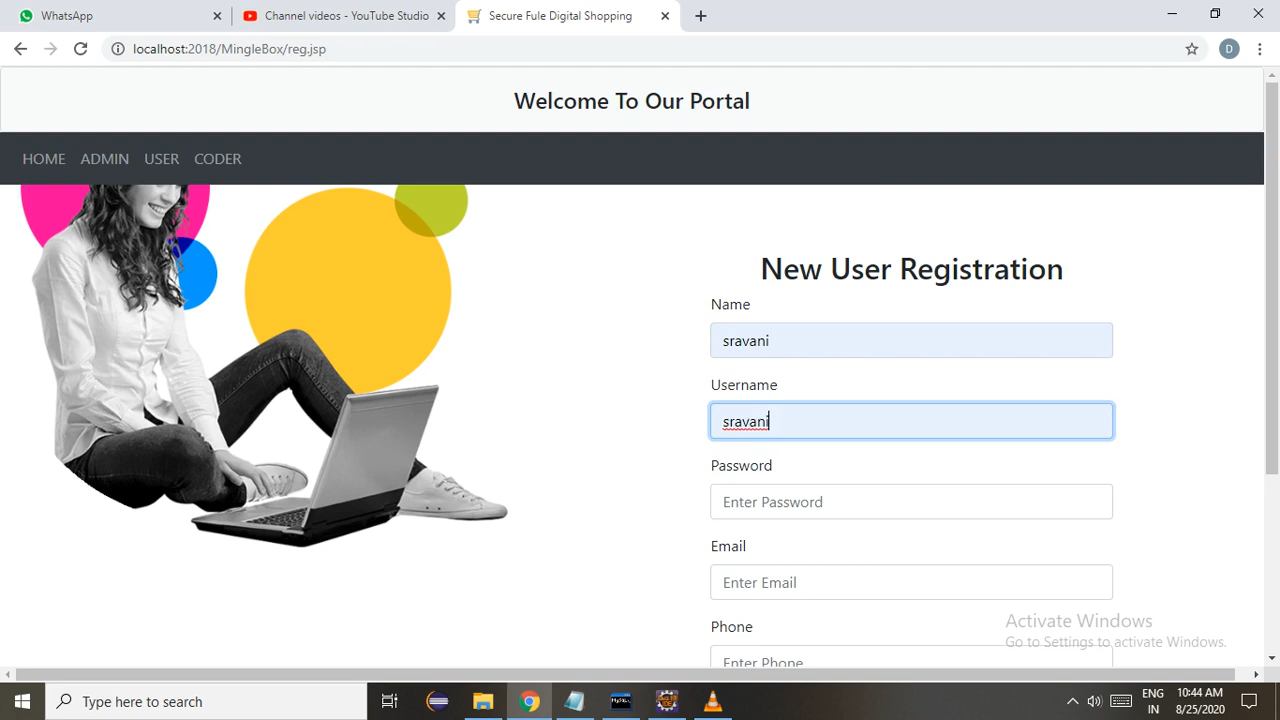 WhatsApp
Channel videos - YouTube Studio
Secure Fule Digital Shopping
localhost:2018/MingleBox/reg.jsp
D
Welcome To Our Portal
HOME ADMIN USER CODER
New User Registration
Name
sravani
Username
sravani
Password
Enter Password
Email
Enter Email
Phone
Enter Phone
Activate Windows
Go to Settings to activate Windows.
Type here to search
ENG
IN
10:44 AM
8/25/2020